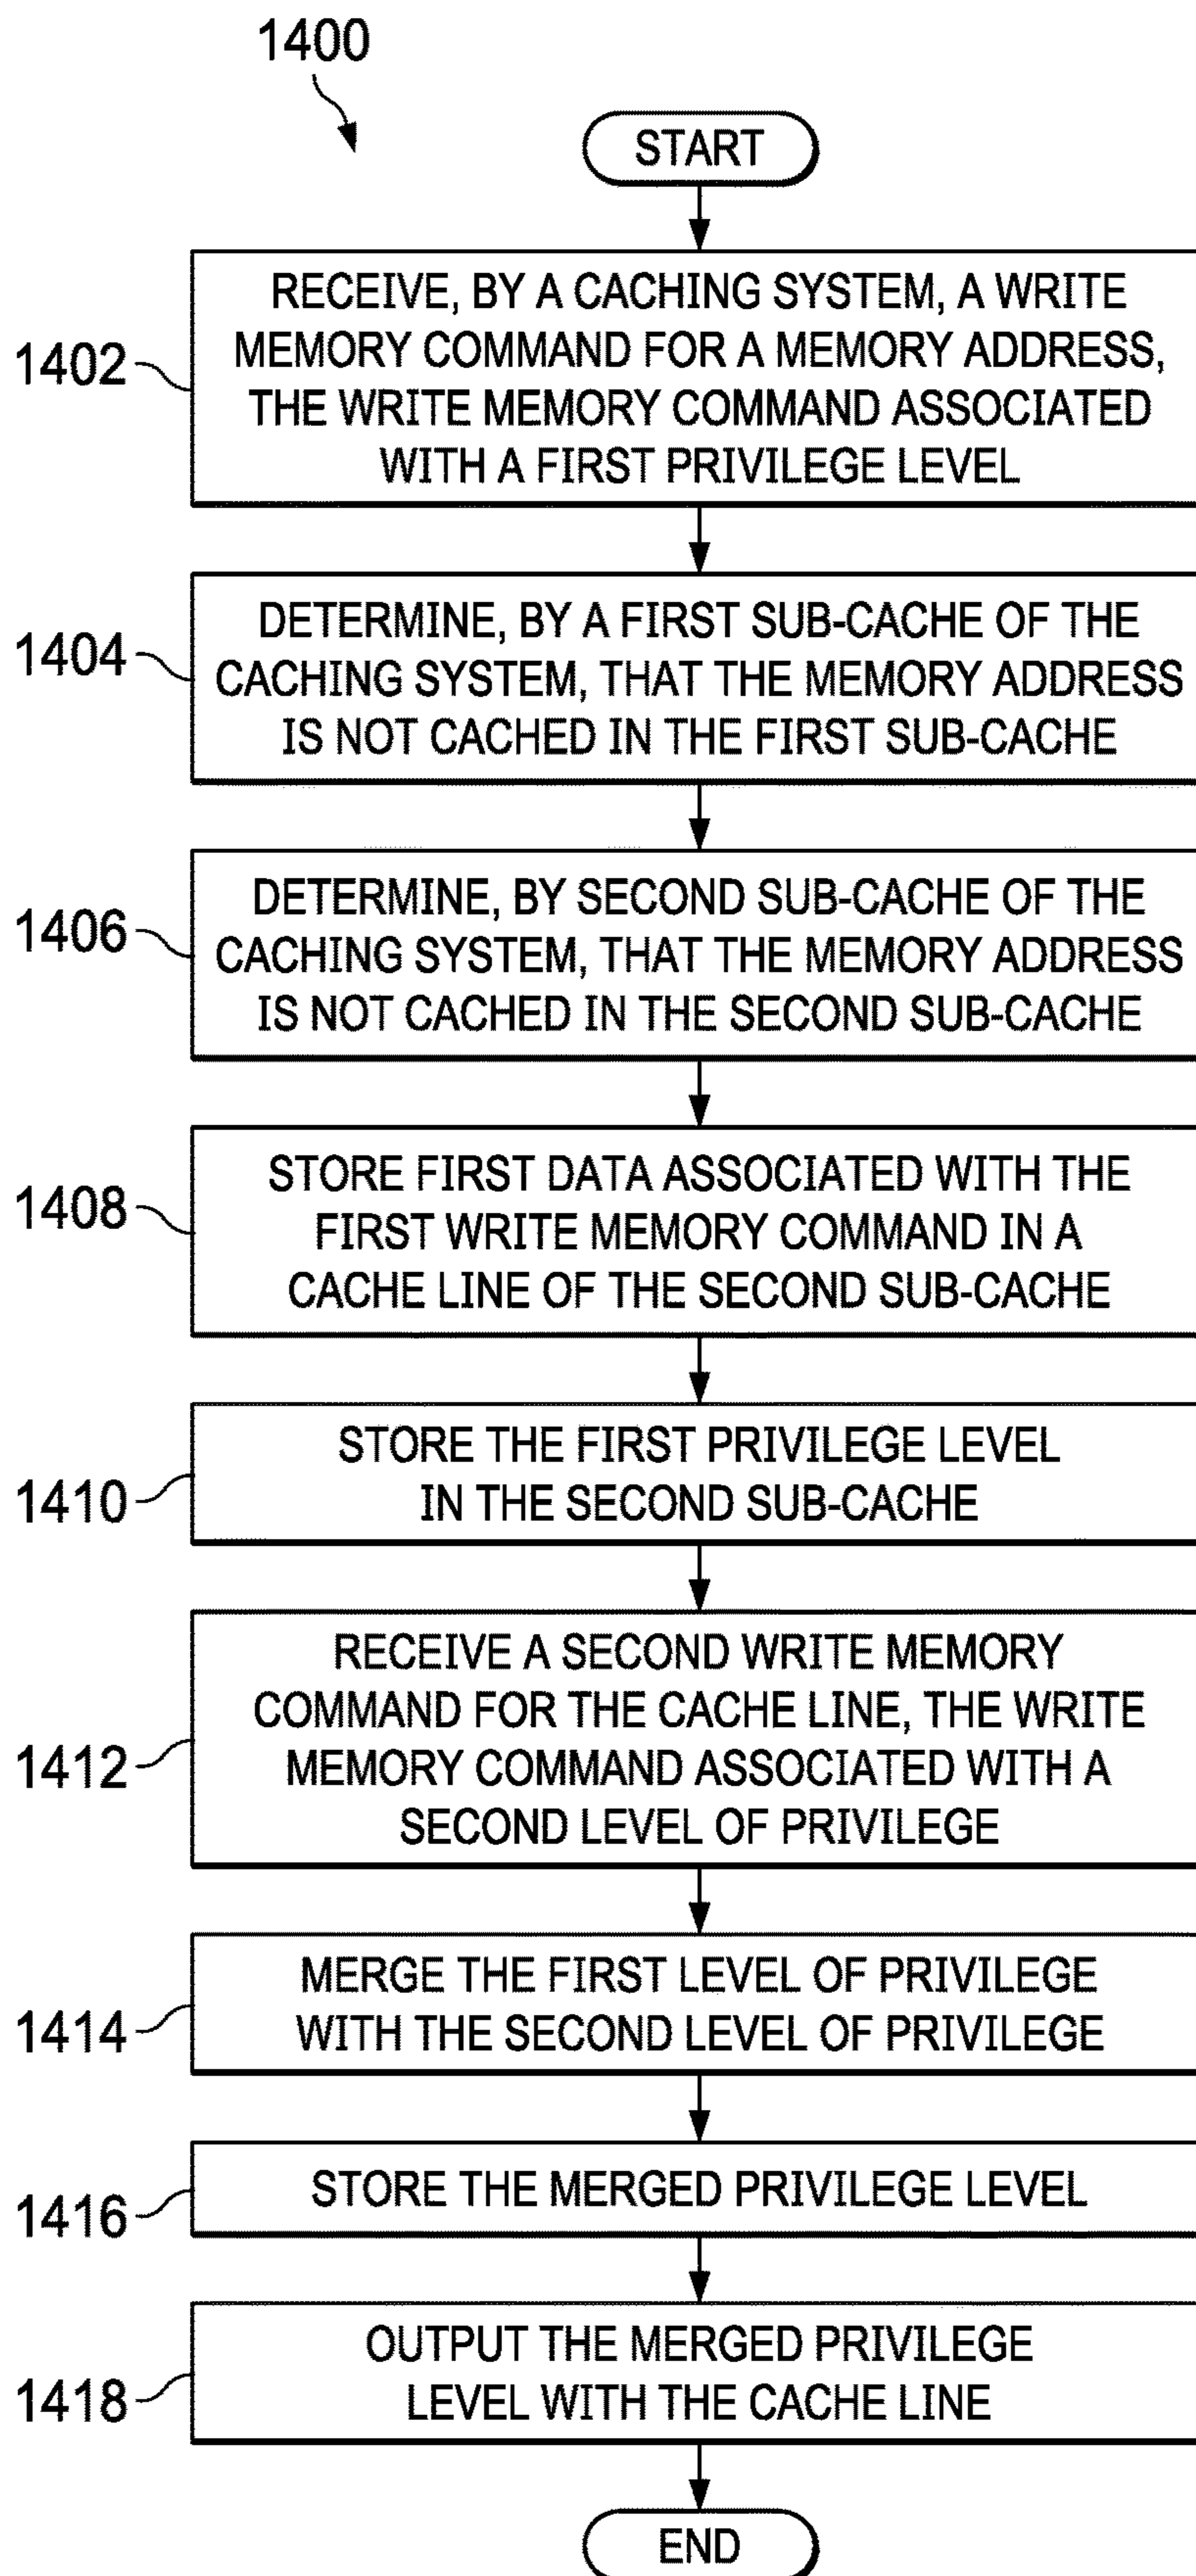 1400
START
1402
RECEIVE, BY A CACHING SYSTEM, A WRITE
MEMORY COMMAND FOR A MEMORY ADDRESS,
THE WRITE MEMORY COMMAND ASSOCIATED
WITH A FIRST PRIVILEGE LEVEL
1404
DETERMINE, BY A FIRST SUB-CACHE OF THE
CACHING SYSTEM, THAT THE MEMORY ADDRESS
IS NOT CACHED IN THE FIRST SUB-CACHE
1406
DETERMINE, BY SECOND SUB-CACHE OF THE
CACHING SYSTEM, THAT THE MEMORY ADDRESS
IS NOT CACHED IN THE SECOND SUB-CACHE
1408
STORE FIRST DATA ASSOCIATED WITH THE
FIRST WRITE MEMORY COMMAND IN A
CACHE LINE OF THE SECOND SUB-CACHE
1410
STORE THE FIRST PRIVILEGE LEVEL
IN THE SECOND SUB-CACHE
1412
RECEIVE A SECOND WRITE MEMORY
COMMAND FOR THE CACHE LINE, THE WRITE
MEMORY COMMAND ASSOCIATED WITH A
SECOND LEVEL OF PRIVILEGE
1414
MERGE THE FIRST LEVEL OF PRIVILEGE
WITH THE SECOND LEVEL OF PRIVILEGE
1416
STORE THE MERGED PRIVILEGE LEVEL
1418
OUTPUT THE MERGED PRIVILEGE
LEVEL WITH THE CACHE LINE
END